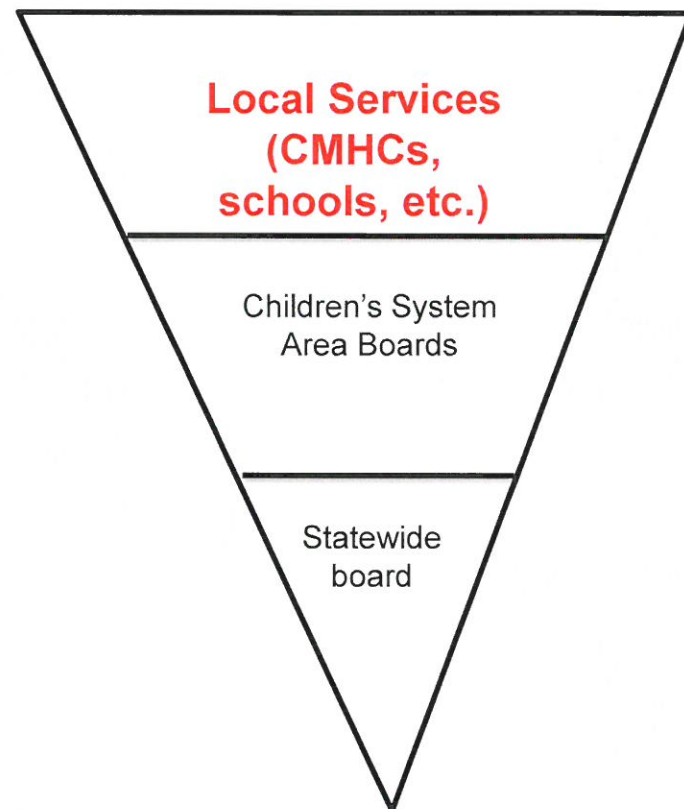 Local Services
(CMHCs,
schools, etc.)
Children’s System
Area Boards
Statewide
board